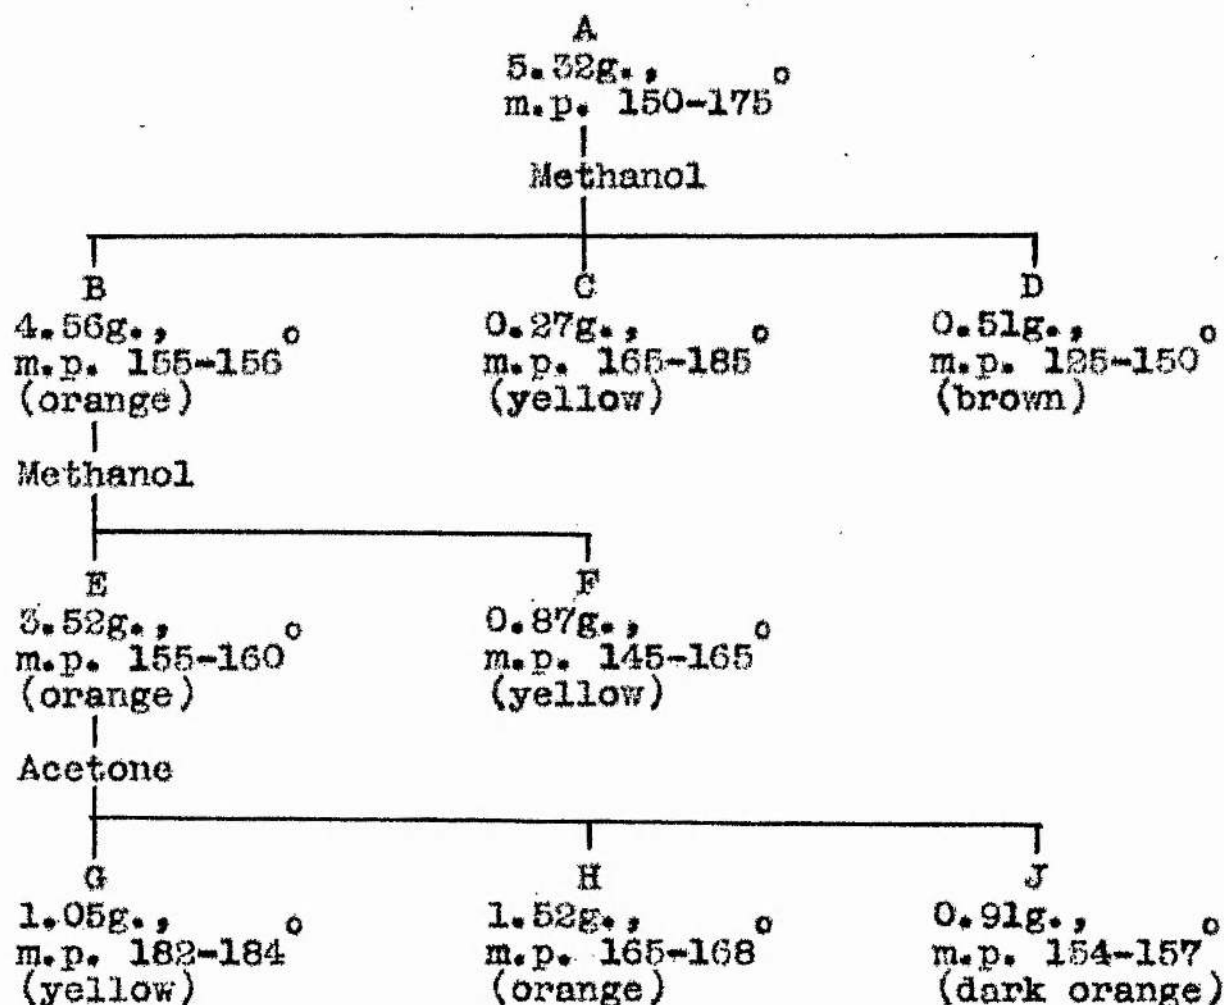 A
5.32g.,
m.p. 150-175°
Methanol
B
4.56g.,
m.p. 155-156°
(orange)
C
0.27g.,
m.p. 165-185°
(yellow)
D
0.51g.,
m.p. 125-150°
(brown)
Methanol
E
3.52g.,
m.p. 155-160°
(orange)
F
0.87g.,
m.p. 145-165°
(yellow)
Acetone
G
1.05g.,
m.p. 182-184°
(yellow)
H
1.52g.,
m.p. 165-168°
(orange)
J
0.91g.,
m.p. 154-157°
(dark orange)